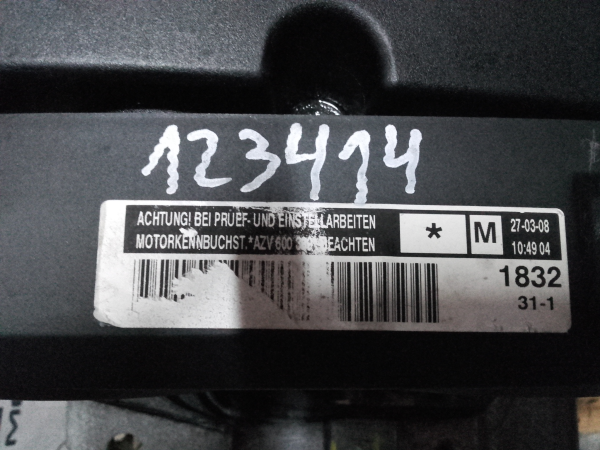 123414
ACHTUNG! BEI PRUEF- UND EINSTELLARBEITEN
MOTORKENNBUCHST.*AZV 600 BEACHTEN
*
M
27-03-08
10:49 04
1832
31-1